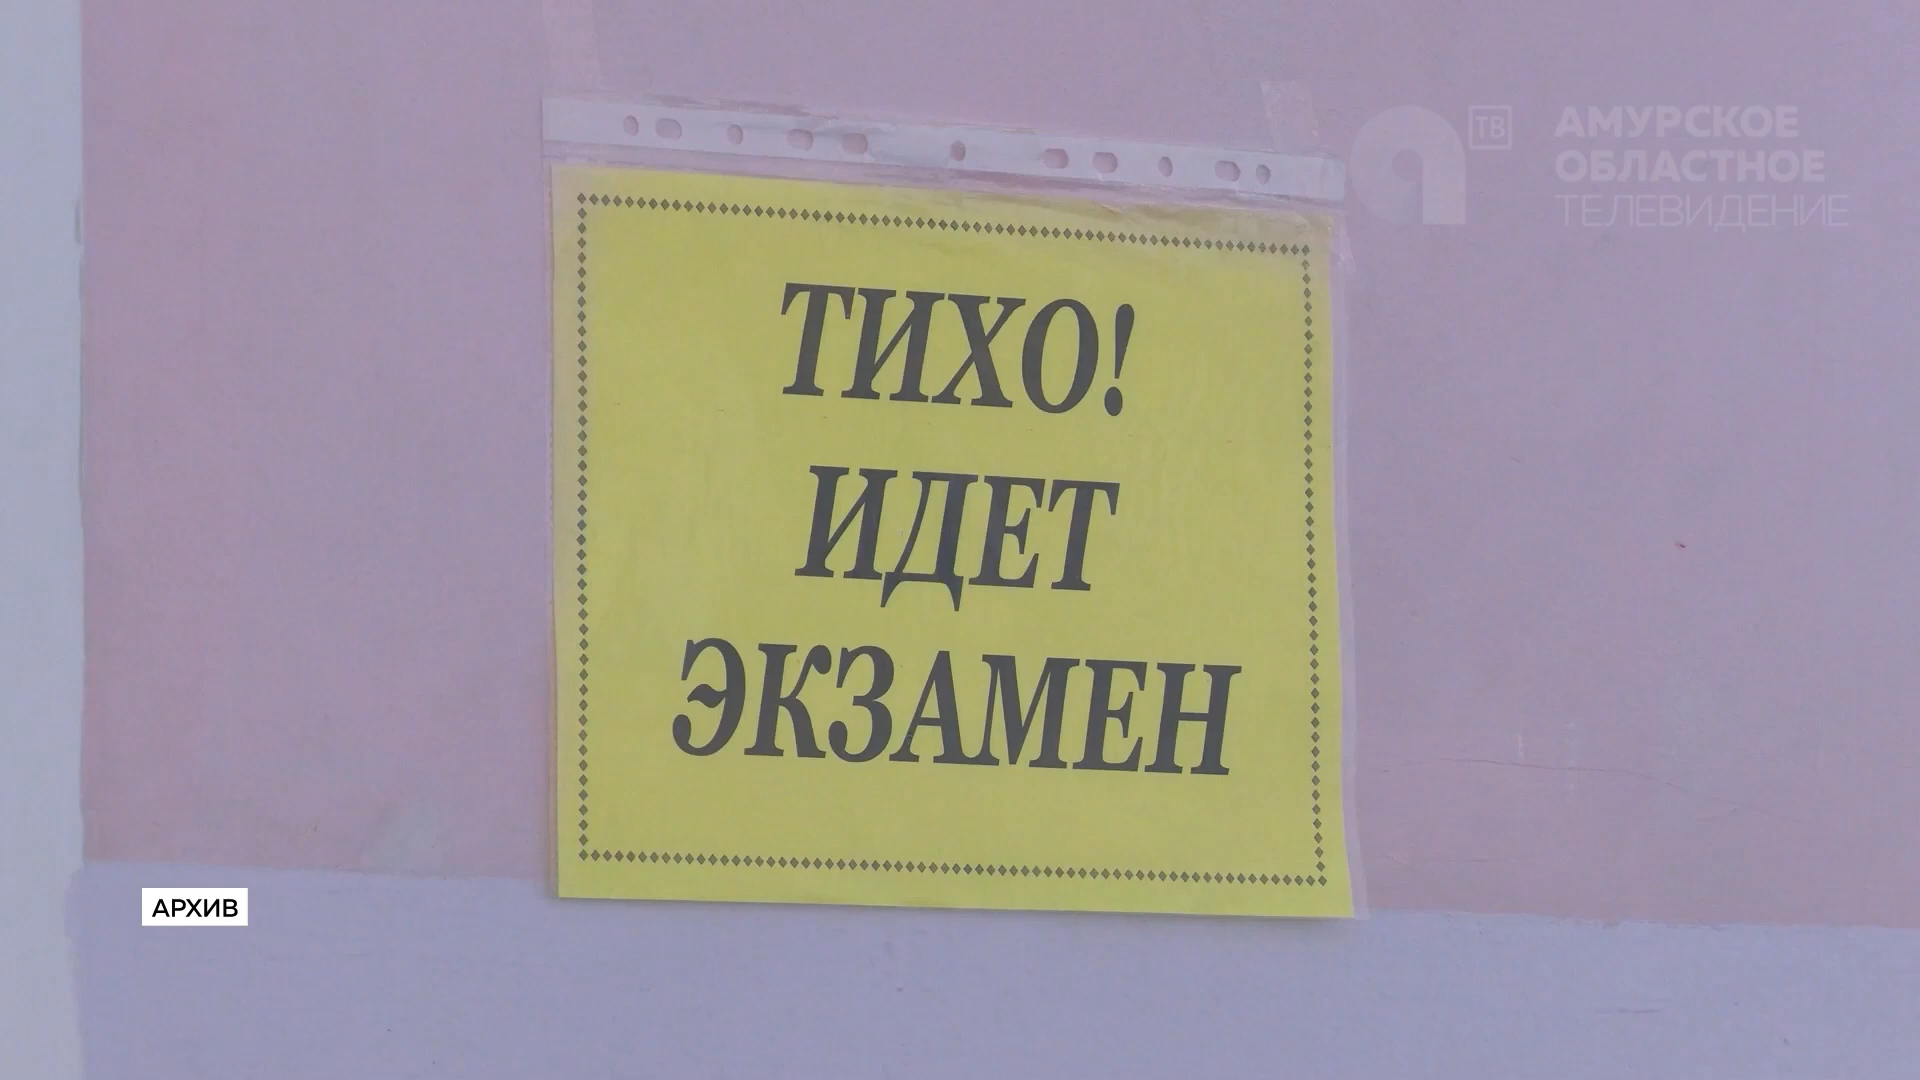 ТВ
АМУРСКОЕ
ОБЛАСТНОЕ
ТЕЛЕВИДЕНИЕ
ТИХО!
ИДЕТ
ЭКЗАМЕН
АРХИВ